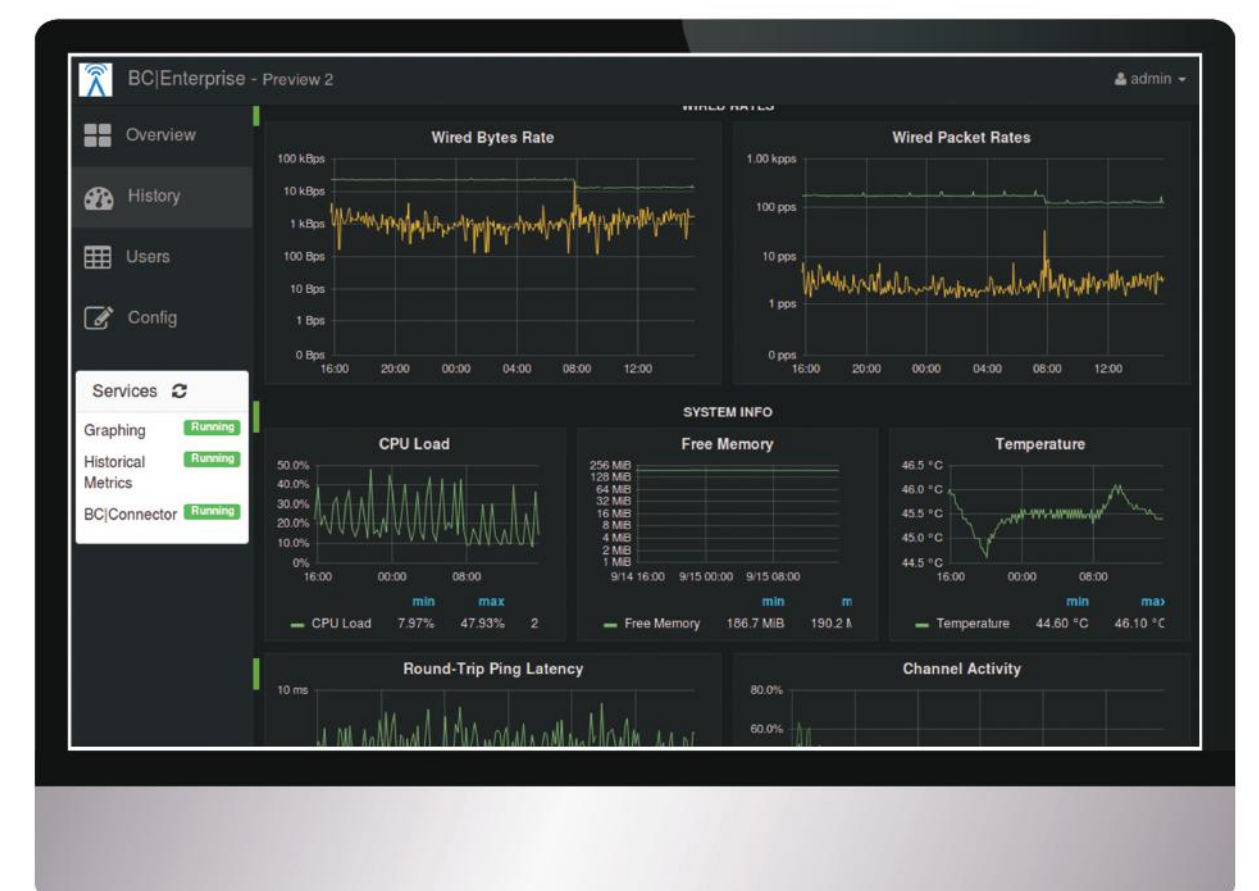 BC|Enterprise - Preview 2
admin
Overview
History
Users
Config
Services
Graphing Running
Historical Metrics Running
BC|Connector Running
WIRED RATES
Wired Bytes Rate
100 kBps
10 kBps
1 kBps
100 Bps
10 Bps
1 Bps
0 Bps
16:00 20:00 00:00 04:00 08:00 12:00
Wired Packet Rates
1.00 kpps
100 pps
10 pps
1 pps
0 pps
16:00 20:00 00:00 04:00 08:00 12:00
SYSTEM INFO
CPU Load
50.0%
40.0%
30.0%
20.0%
10.0%
0%
16:00 00:00 08:00
min max
CPU Load 7.97% 47.93% 2
Free Memory
256 MiB
128 MiB
64 MiB
32 MiB
16 MiB
8 MiB
4 MiB
2 MiB
1 MiB
9/14 16:00 9/15 00:00 9/15 08:00
min m
Free Memory 186.7 MiB 190.2 M
Temperature
46.5 °C
46.0 °C
45.5 °C
45.0 °C
44.5 °C
16:00 00:00 08:00
min max
Temperature 44.60 °C 46.10 °C
Round-Trip Ping Latency
10 ms
Channel Activity
80.0%
60.0%